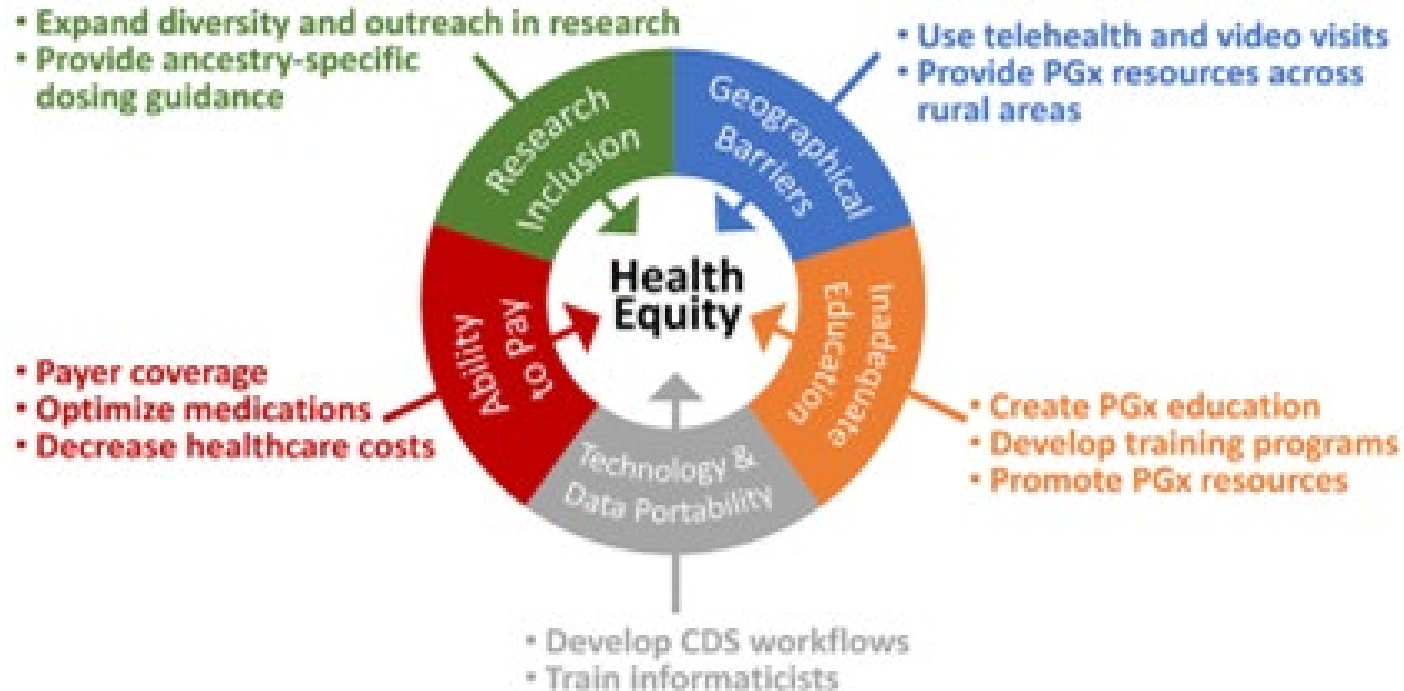 • Expand diversity and outreach in research
• Provide ancestry-specific
dosing guidance
• Use telehealth and video visits
• Provide PGx resources across
rural areas
Research
Inclusion
Geographical
Barriers
Health
Equity
Ability
to Pay
Inadequate
Education
Technology &
Data Portability
• Payer coverage
• Optimize medications
• Decrease healthcare costs
• Create PGx education
• Develop training programs
• Promote PGx resources
• Develop CDS workflows
• Train informaticists